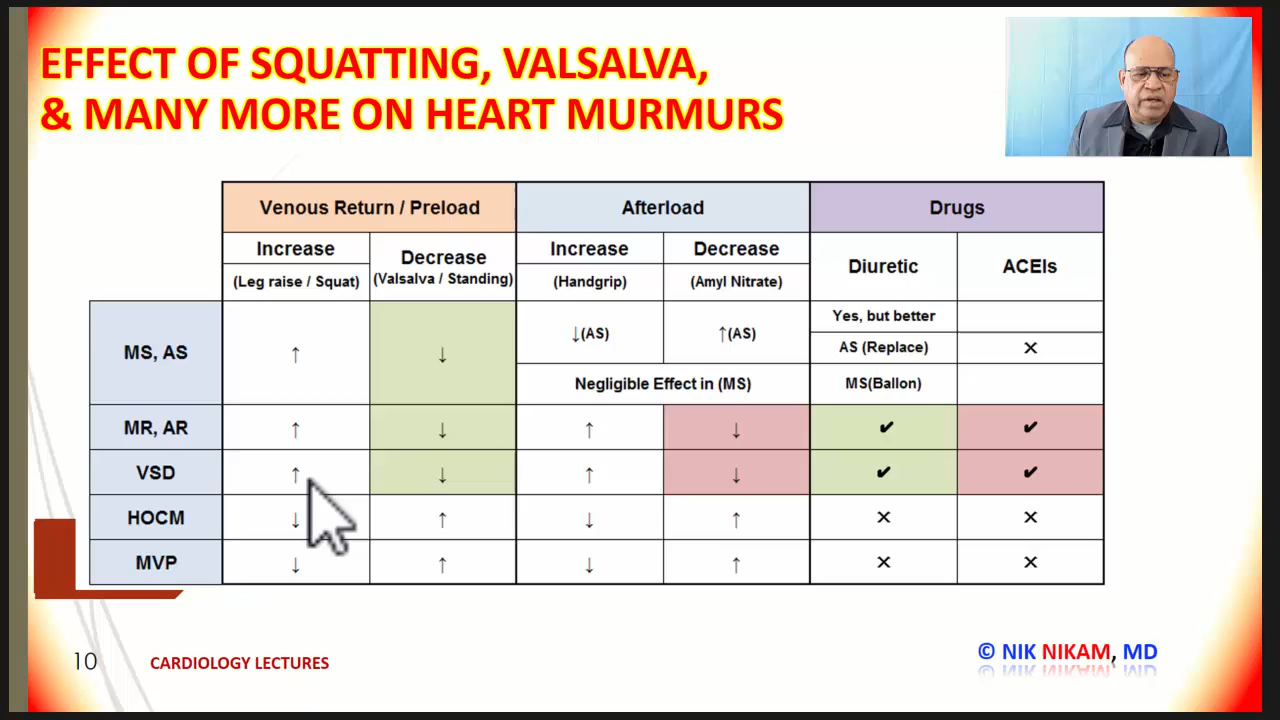 EFFECT OF SQUATTING, VALSALVA,
& MANY MORE ON HEART MURMURS
Venous Return / Preload Afterload Drugs
Increase Decrease Increase Decrease Diuretic ACEIs
(Leg raise / Squat) (Valsalva / Standing) (Handgrip) (Amyl Nitrate)
MS, AS ↑ ↓ ↓(AS) ↑(AS) Yes, but better
AS (Replace) ✕
Negligible Effect in (MS) MS(Ballon)
MR, AR ↑ ↓ ↑ ↓ ✔ ✔
VSD ↑ ↓ ↑ ↓ ✔ ✔
HOCM ↓ ↑ ↓ ↑ ✕ ✕
MVP ↓ ↑ ↓ ↑ ✕ ✕
10 CARDIOLOGY LECTURES © NIK NIKAM, MD